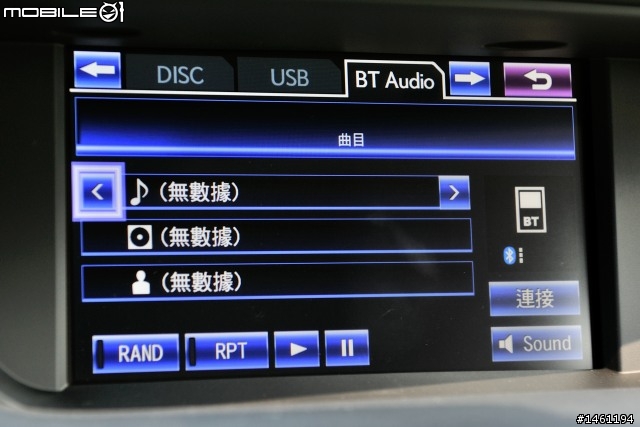 MOBILE01
DISC USB BT Audio
曲目
(無數據)
BT
(無數據)
(無數據)
連接
RAND RPT
Sound
#1461194